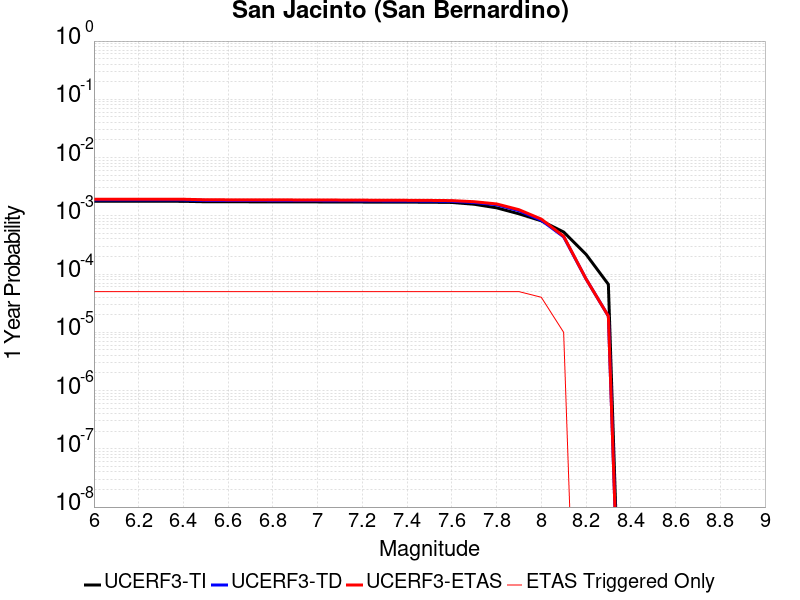 San Jacinto (San Bernardino)
10^0
10^-1
10^-2
10^-3
10^-4
10^-5
10^-6
10^-7
10^-8
1 Year Probability
6 6.2 6.4 6.6 6.8 7 7.2 7.4 7.6 7.8 8 8.2 8.4 8.6 8.8 9
Magnitude
UCERF3-TI UCERF3-TD UCERF3-ETAS ETAS Triggered Only